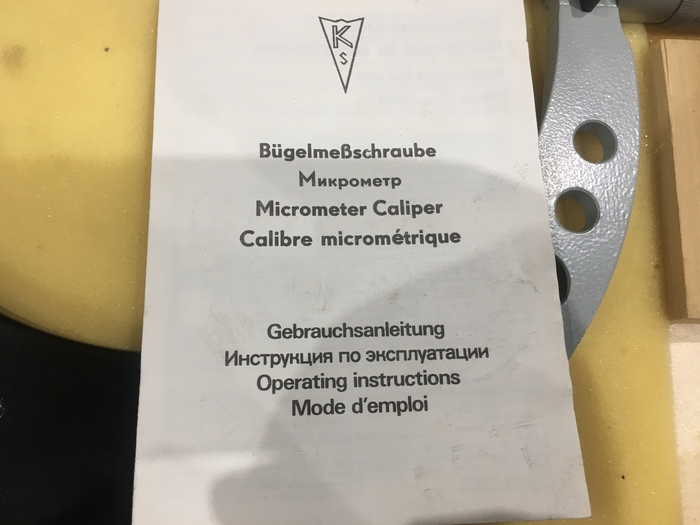 K
S
Bügelmeßschraube
Микрометр
Micrometer Caliper
Calibre micrométrique
Gebrauchsanleitung
Инструкция по эксплуатации
Operating instructions
Mode d'emploi